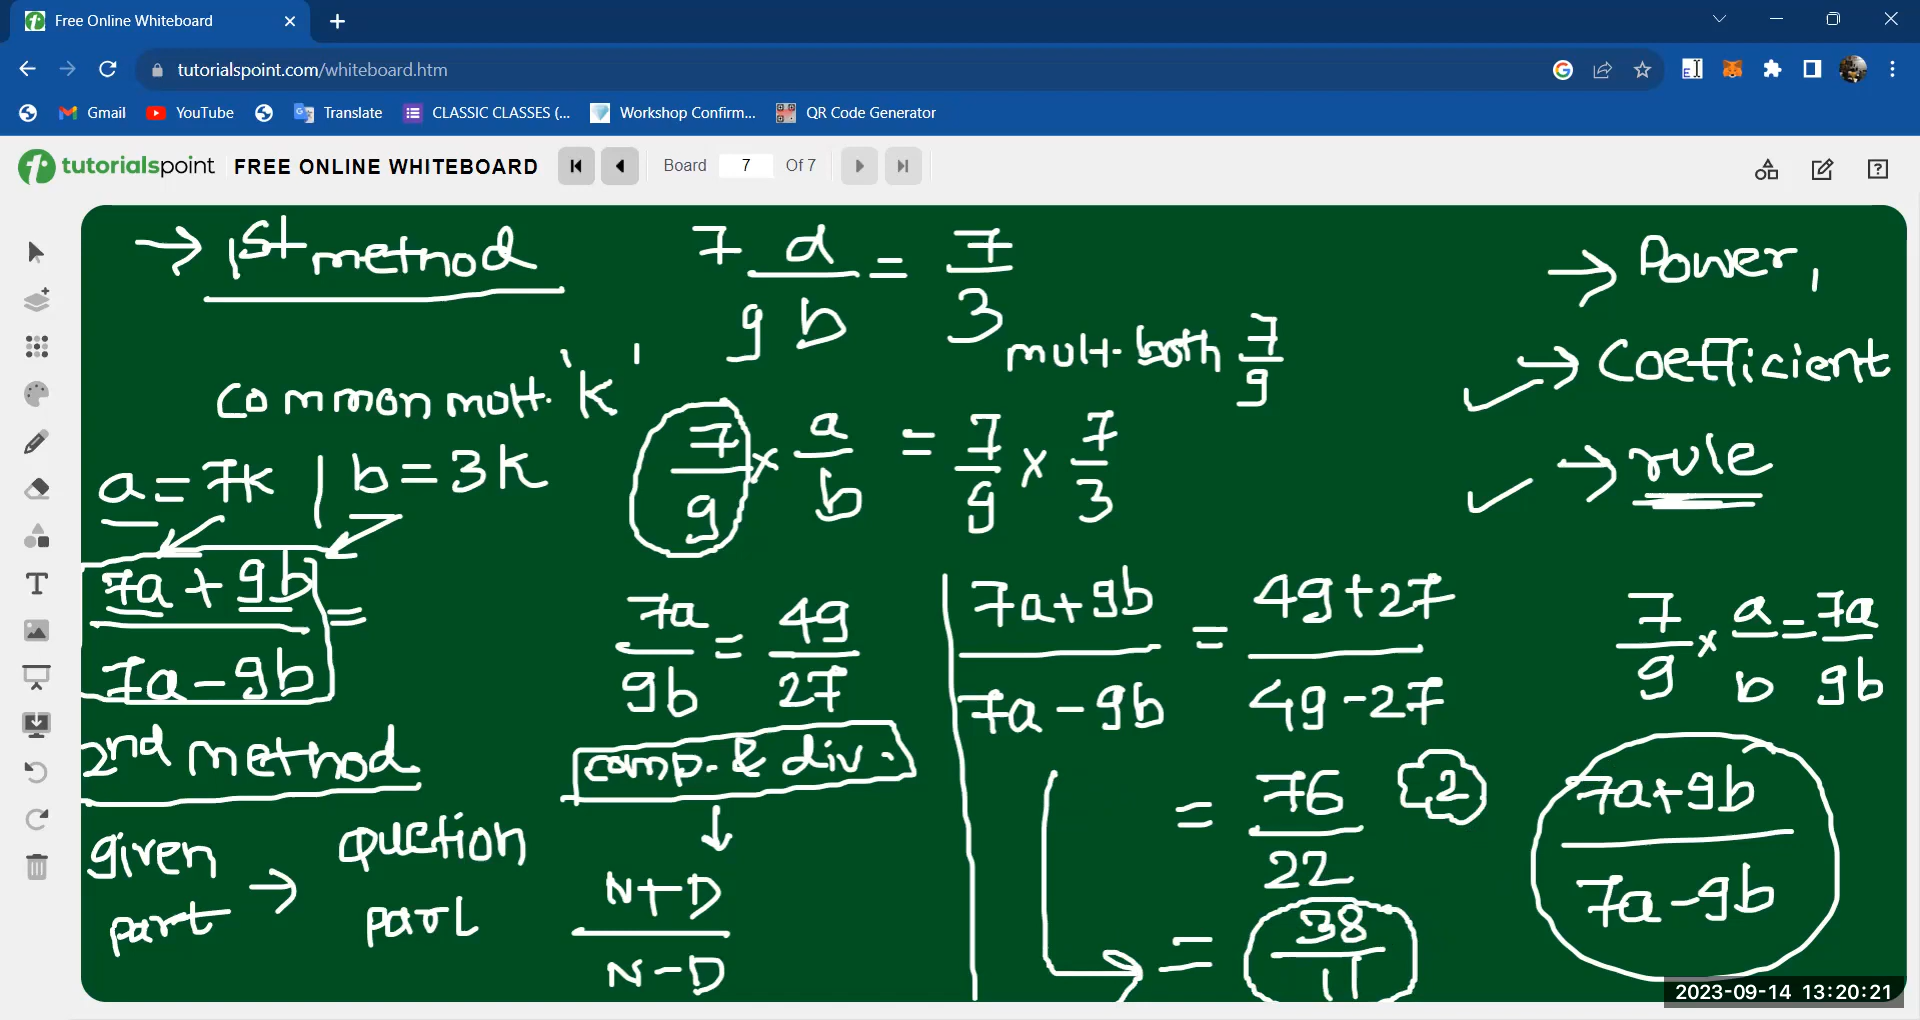 Free Online Whiteboard
tutorialspoint.com/whiteboard.htm
Gmail YouTube Translate CLASSIC CLASSES (... Workshop Confirm... QR Code Generator
tutorialspoint FREE ONLINE WHITEBOARD Board 7 Of 7
→ 1st method
common mult. 'k'
a = 7k | b = 3k
7a + 9b
7a - 9b
=
2nd method
given part → quction part
7 a / 9 b = 7 / 3
mult. both 7/9
7/9 × a/b = 7/9 × 7/3
7a/9b = 49/27
comp. & div.
↓
N+D
N-D
7a+9b / 7a-9b = 49+27 / 49-27
= 76/22 2
= 38/11
→ Power,
→ Coefficient
→ rule
7/9 × a/b = 7a/9b
7a+9b
7a-9b
2023-09-14 13:20:21